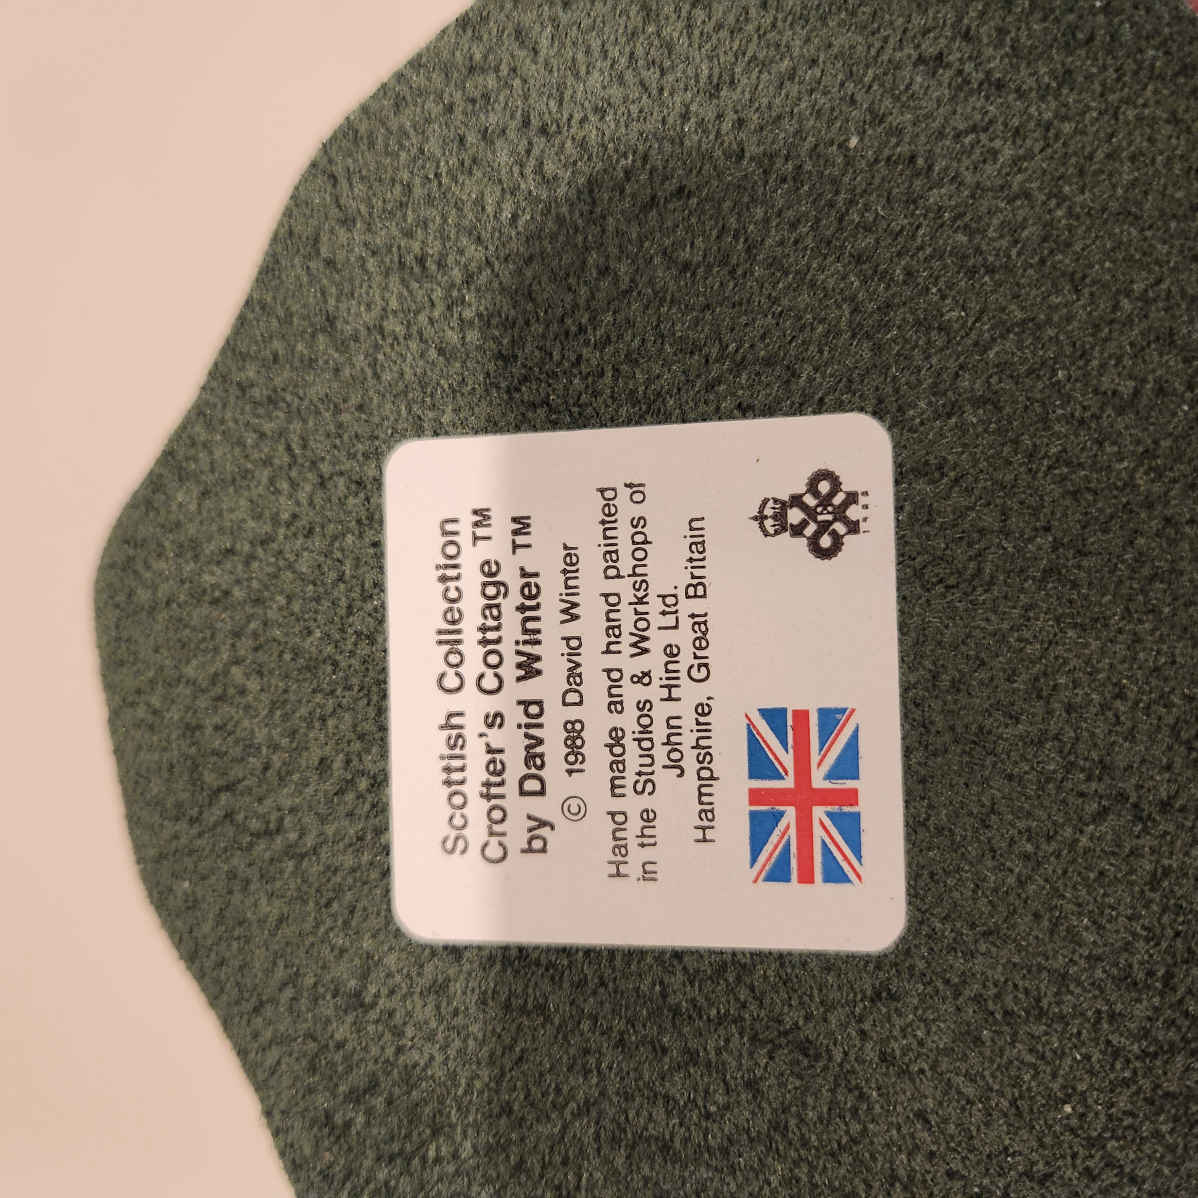 Scottish Collection
Crofter's Cottage ™
by David Winter ™
© 1988 David Winter
Hand made and hand painted
in the Studios & Workshops of
John Hine Ltd.
Hampshire, Great Britain